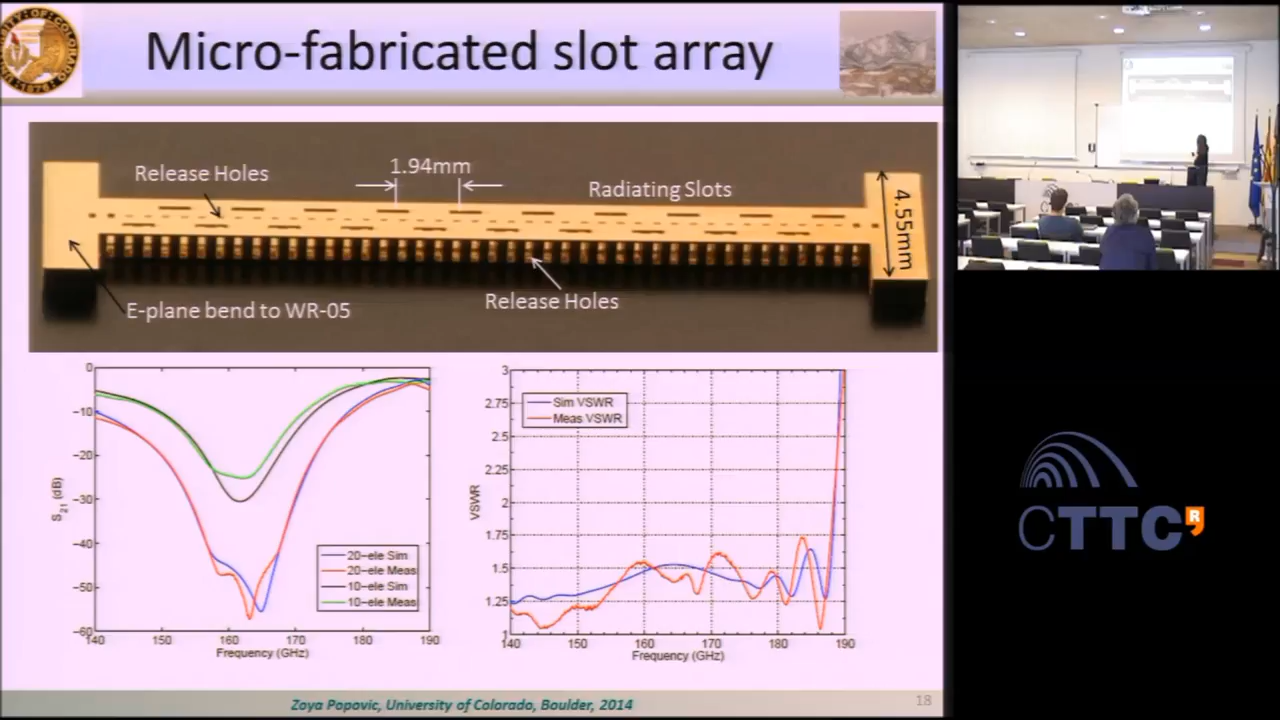 Micro-fabricated slot array
Release Holes
1.94mm
Radiating Slots
4.55mm
E-plane bend to WR-05
Release Holes
0
-10
-20
-30
-40
-50
-60
S21 (dB)
20-ele Sim
20-ele Meas
10-ele Sim
10-ele Meas
140 150 160 170 180 190
Frequency (GHz)
3
2.75
2.5
2.25
2
1.75
1.5
1.25
1
VSWR
Sim VSWR
Meas VSWR
140 150 160 170 180 190
Frequency (GHz)
Zoya Popovic, University of Colorado, Boulder, 2014
18
CTTC
R